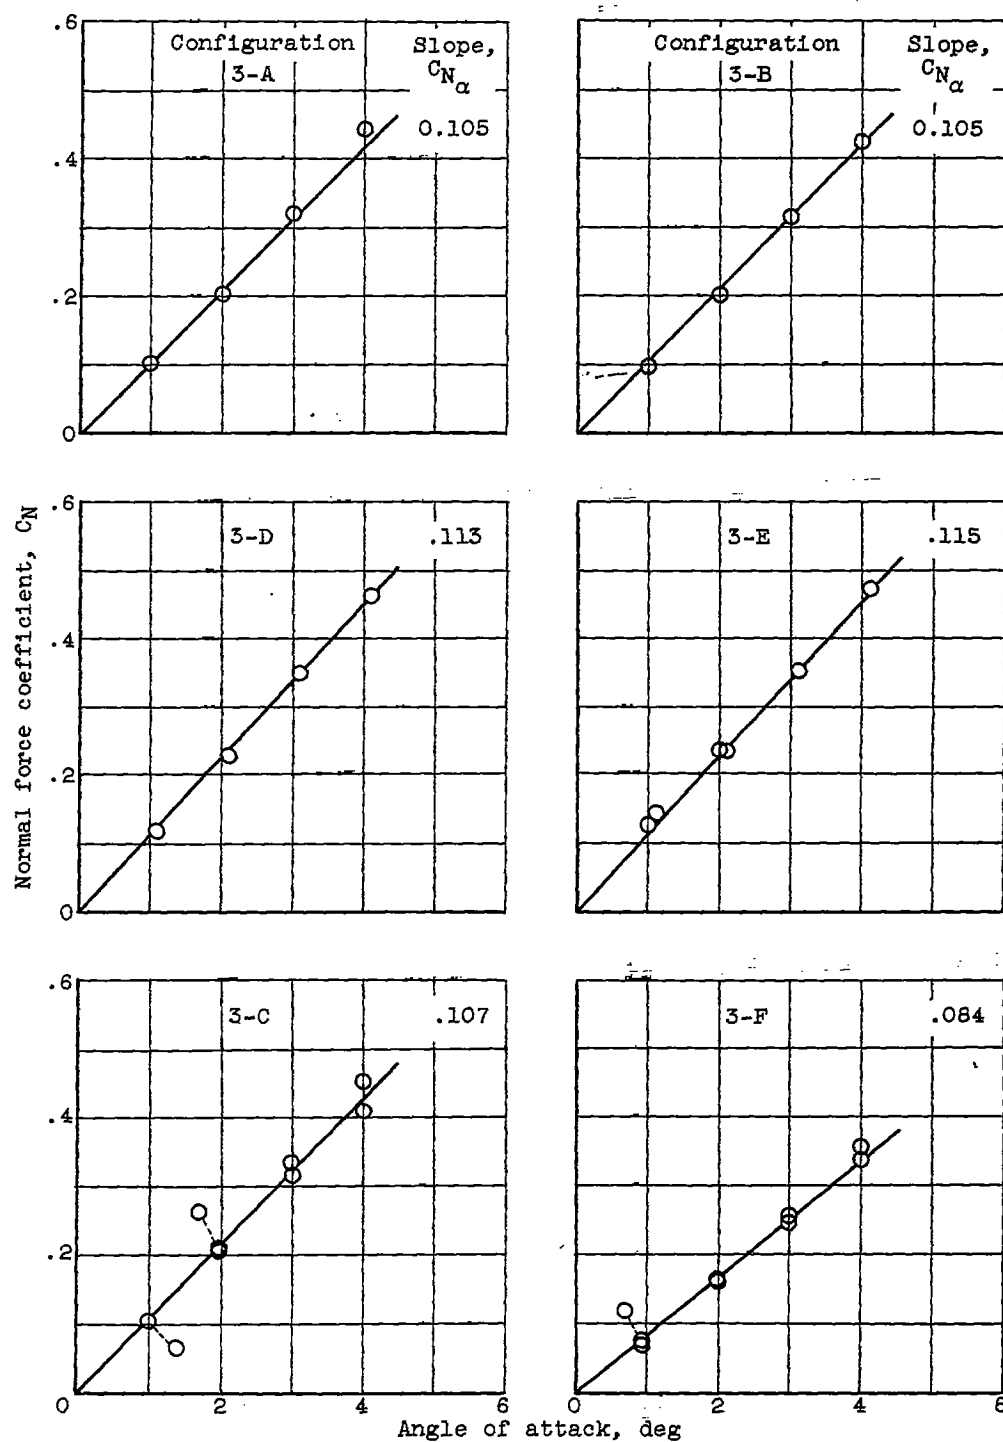 .6
Configuration
3-A
Slope,
C_Nα
0.105
.4
.2
0
Configuration
3-B
Slope,
C_Nα
0.105
Normal force coefficient, C_N
.6
3-D
.113
.4
.2
0
3-E
.115
.6
3-C
.107
.4
.2
0 2 4 6
3-F
.084
0 2 4 6
Angle of attack, deg